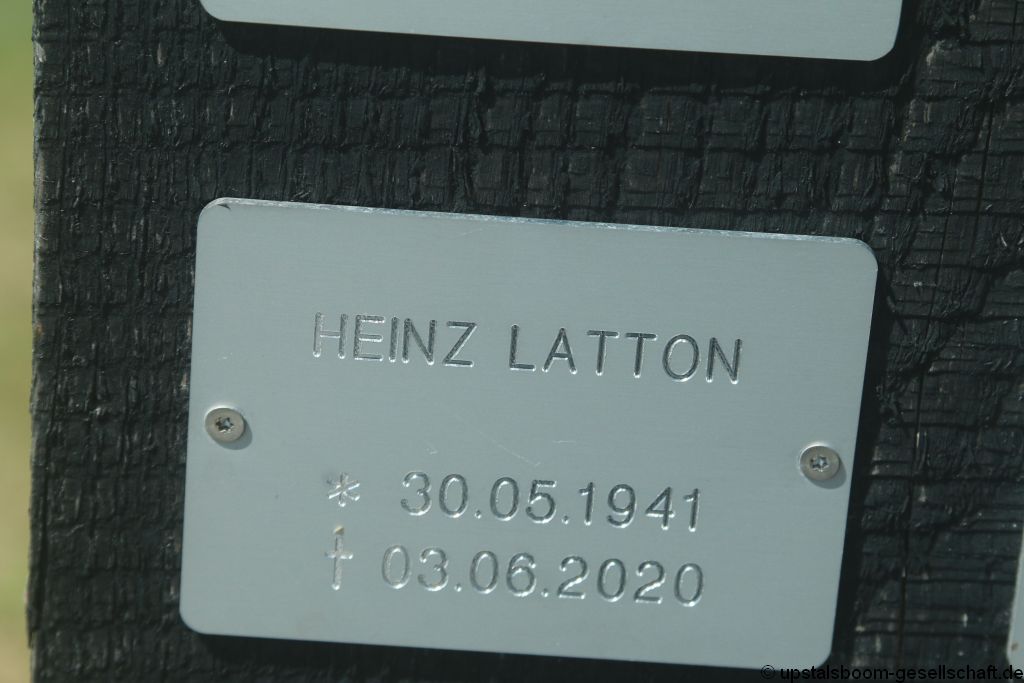 HEINZ LATTON
* 30.05.1941
† 03.06.2020
© upstalsboom-gesellschaft.de